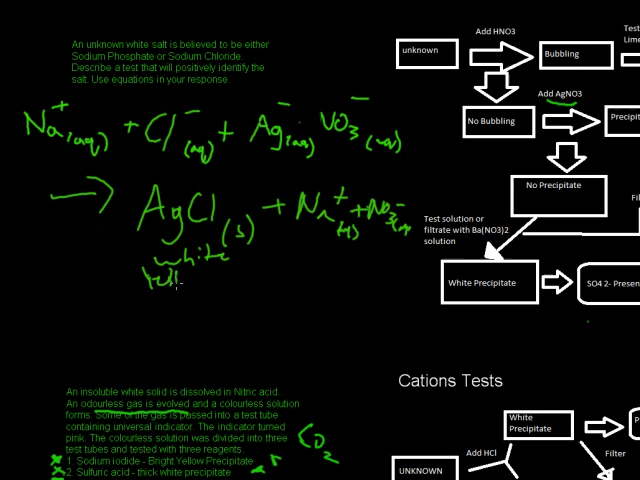 An unknown white salt is believed to be either
Sodium Phosphate or Sodium Chloride.
Describe a test that will positively identify the
salt. Use equations in your response.
Na+(aq) + Cl-(aq) + Ag-(aq) NO3-(aq)
→ AgCl(s) + Na+(aq) + NO3-(aq)
white
Yell
unknown
Add HNO3
Bubbling
Test
Lime
No Bubbling
Add AgNO3
Precipit
No Precipitate
Fil
Test solution or
filtrate with Ba(NO3)2
solution
White Precipitate
SO4 2- Presen
An insoluble white solid is dissolved in Nitric acid.
An odourless gas is evolved and a colourless solution
forms. Some of the gas is passed into a test tube
containing universal indicator. The indicator turned
pink. The colourless solution was divided into three
test tubes and tested with three reagents.
1. Sodium iodide - Bright Yellow Precipitate
2. Sulfuric acid - thick white precipitate
CO2
Cations Tests
White
Precipitate
P
Add HCl
Filter
UNKNOWN